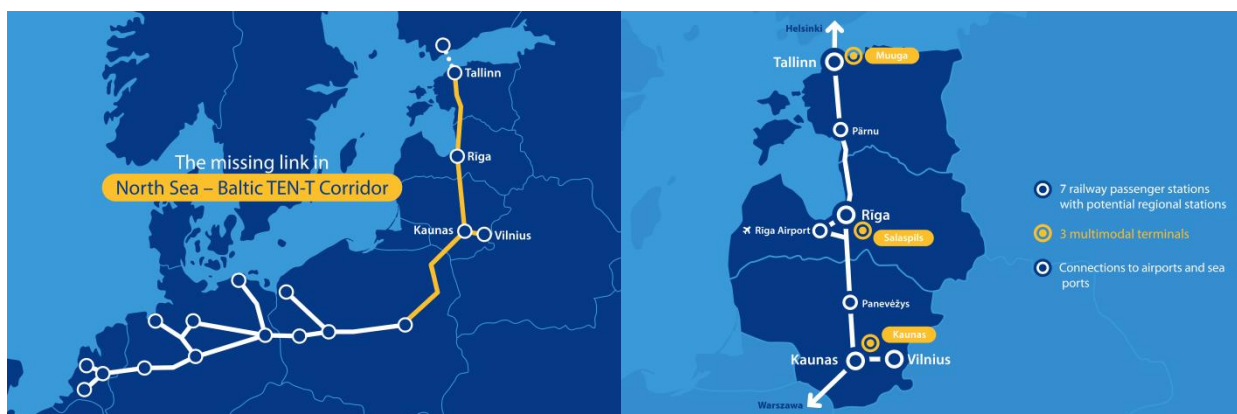 Tallinn
The missing link in
North Sea – Baltic TEN-T Corridor
Rīga
Kaunas
Vilnius
Helsinki
Tallinn
Muuga
Pärnu
Rīga
Rīga Airport
Salaspils
Panevėžys
Kaunas
Kaunas
Vilnius
Warszawa
7 railway passenger stations
with potential regional stations
3 multimodal terminals
Connections to airports and sea
ports